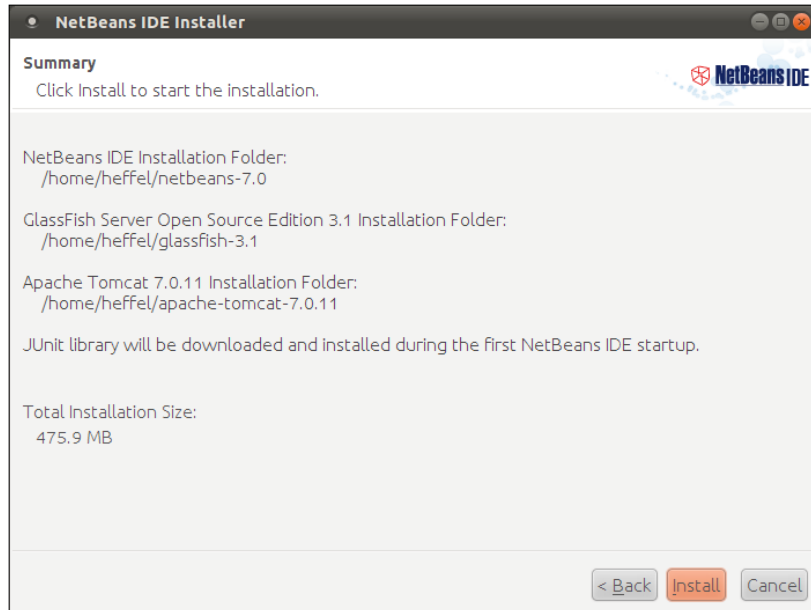 NetBeans IDE Installer
Summary
Click Install to start the installation.
NetBeans IDE
NetBeans IDE Installation Folder:
/home/heffel/netbeans-7.0
GlassFish Server Open Source Edition 3.1 Installation Folder:
/home/heffel/glassfish-3.1
Apache Tomcat 7.0.11 Installation Folder:
/home/heffel/apache-tomcat-7.0.11
JUnit library will be downloaded and installed during the first NetBeans IDE startup.
Total Installation Size:
475.9 MB
< Back Install Cancel